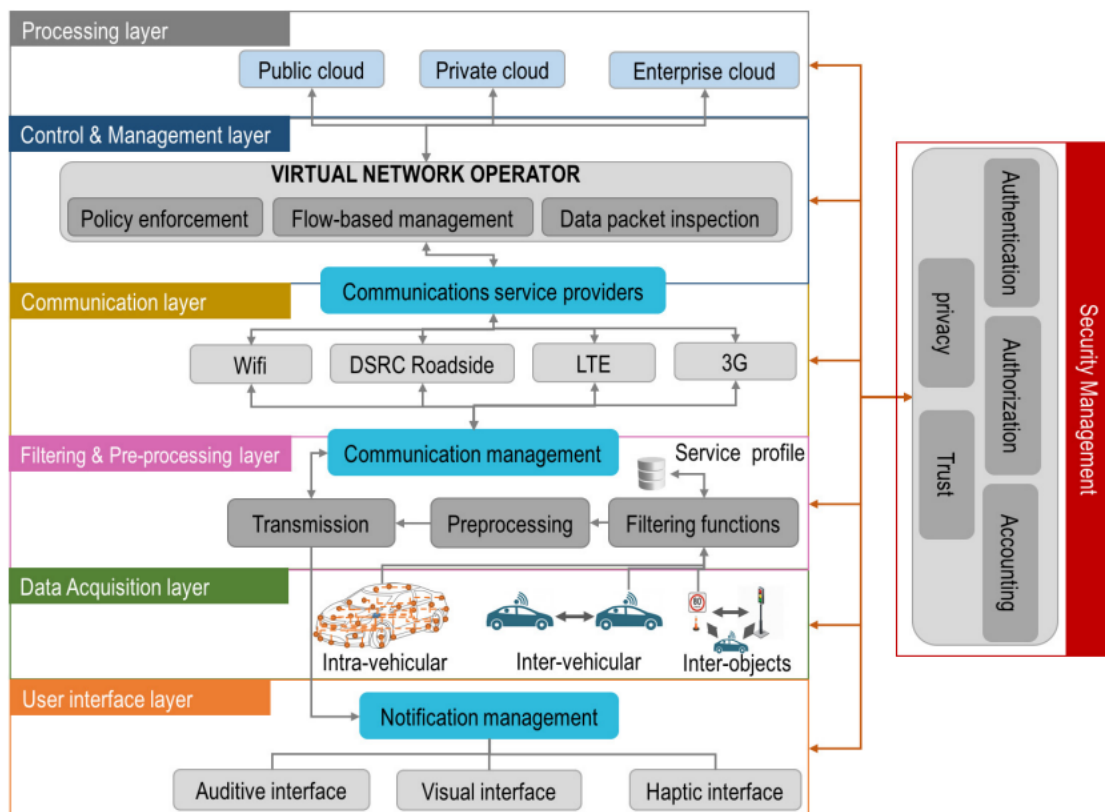 Processing layer
Public cloud
Private cloud
Enterprise cloud
Control & Management layer
VIRTUAL NETWORK OPERATOR
Policy enforcement
Flow-based management
Data packet inspection
Communications service providers
Communication layer
Wifi
DSRC Roadside
LTE
3G
Filtering & Pre-processing layer
Communication management
Service profile
Transmission
Preprocessing
Filtering functions
Data Acquisition layer
80
Intra-vehicular
Inter-vehicular
Inter-objects
User interface layer
Notification management
Auditive interface
Visual interface
Haptic interface
Security Management
Authentication
Authorization
Accounting
privacy
Trust